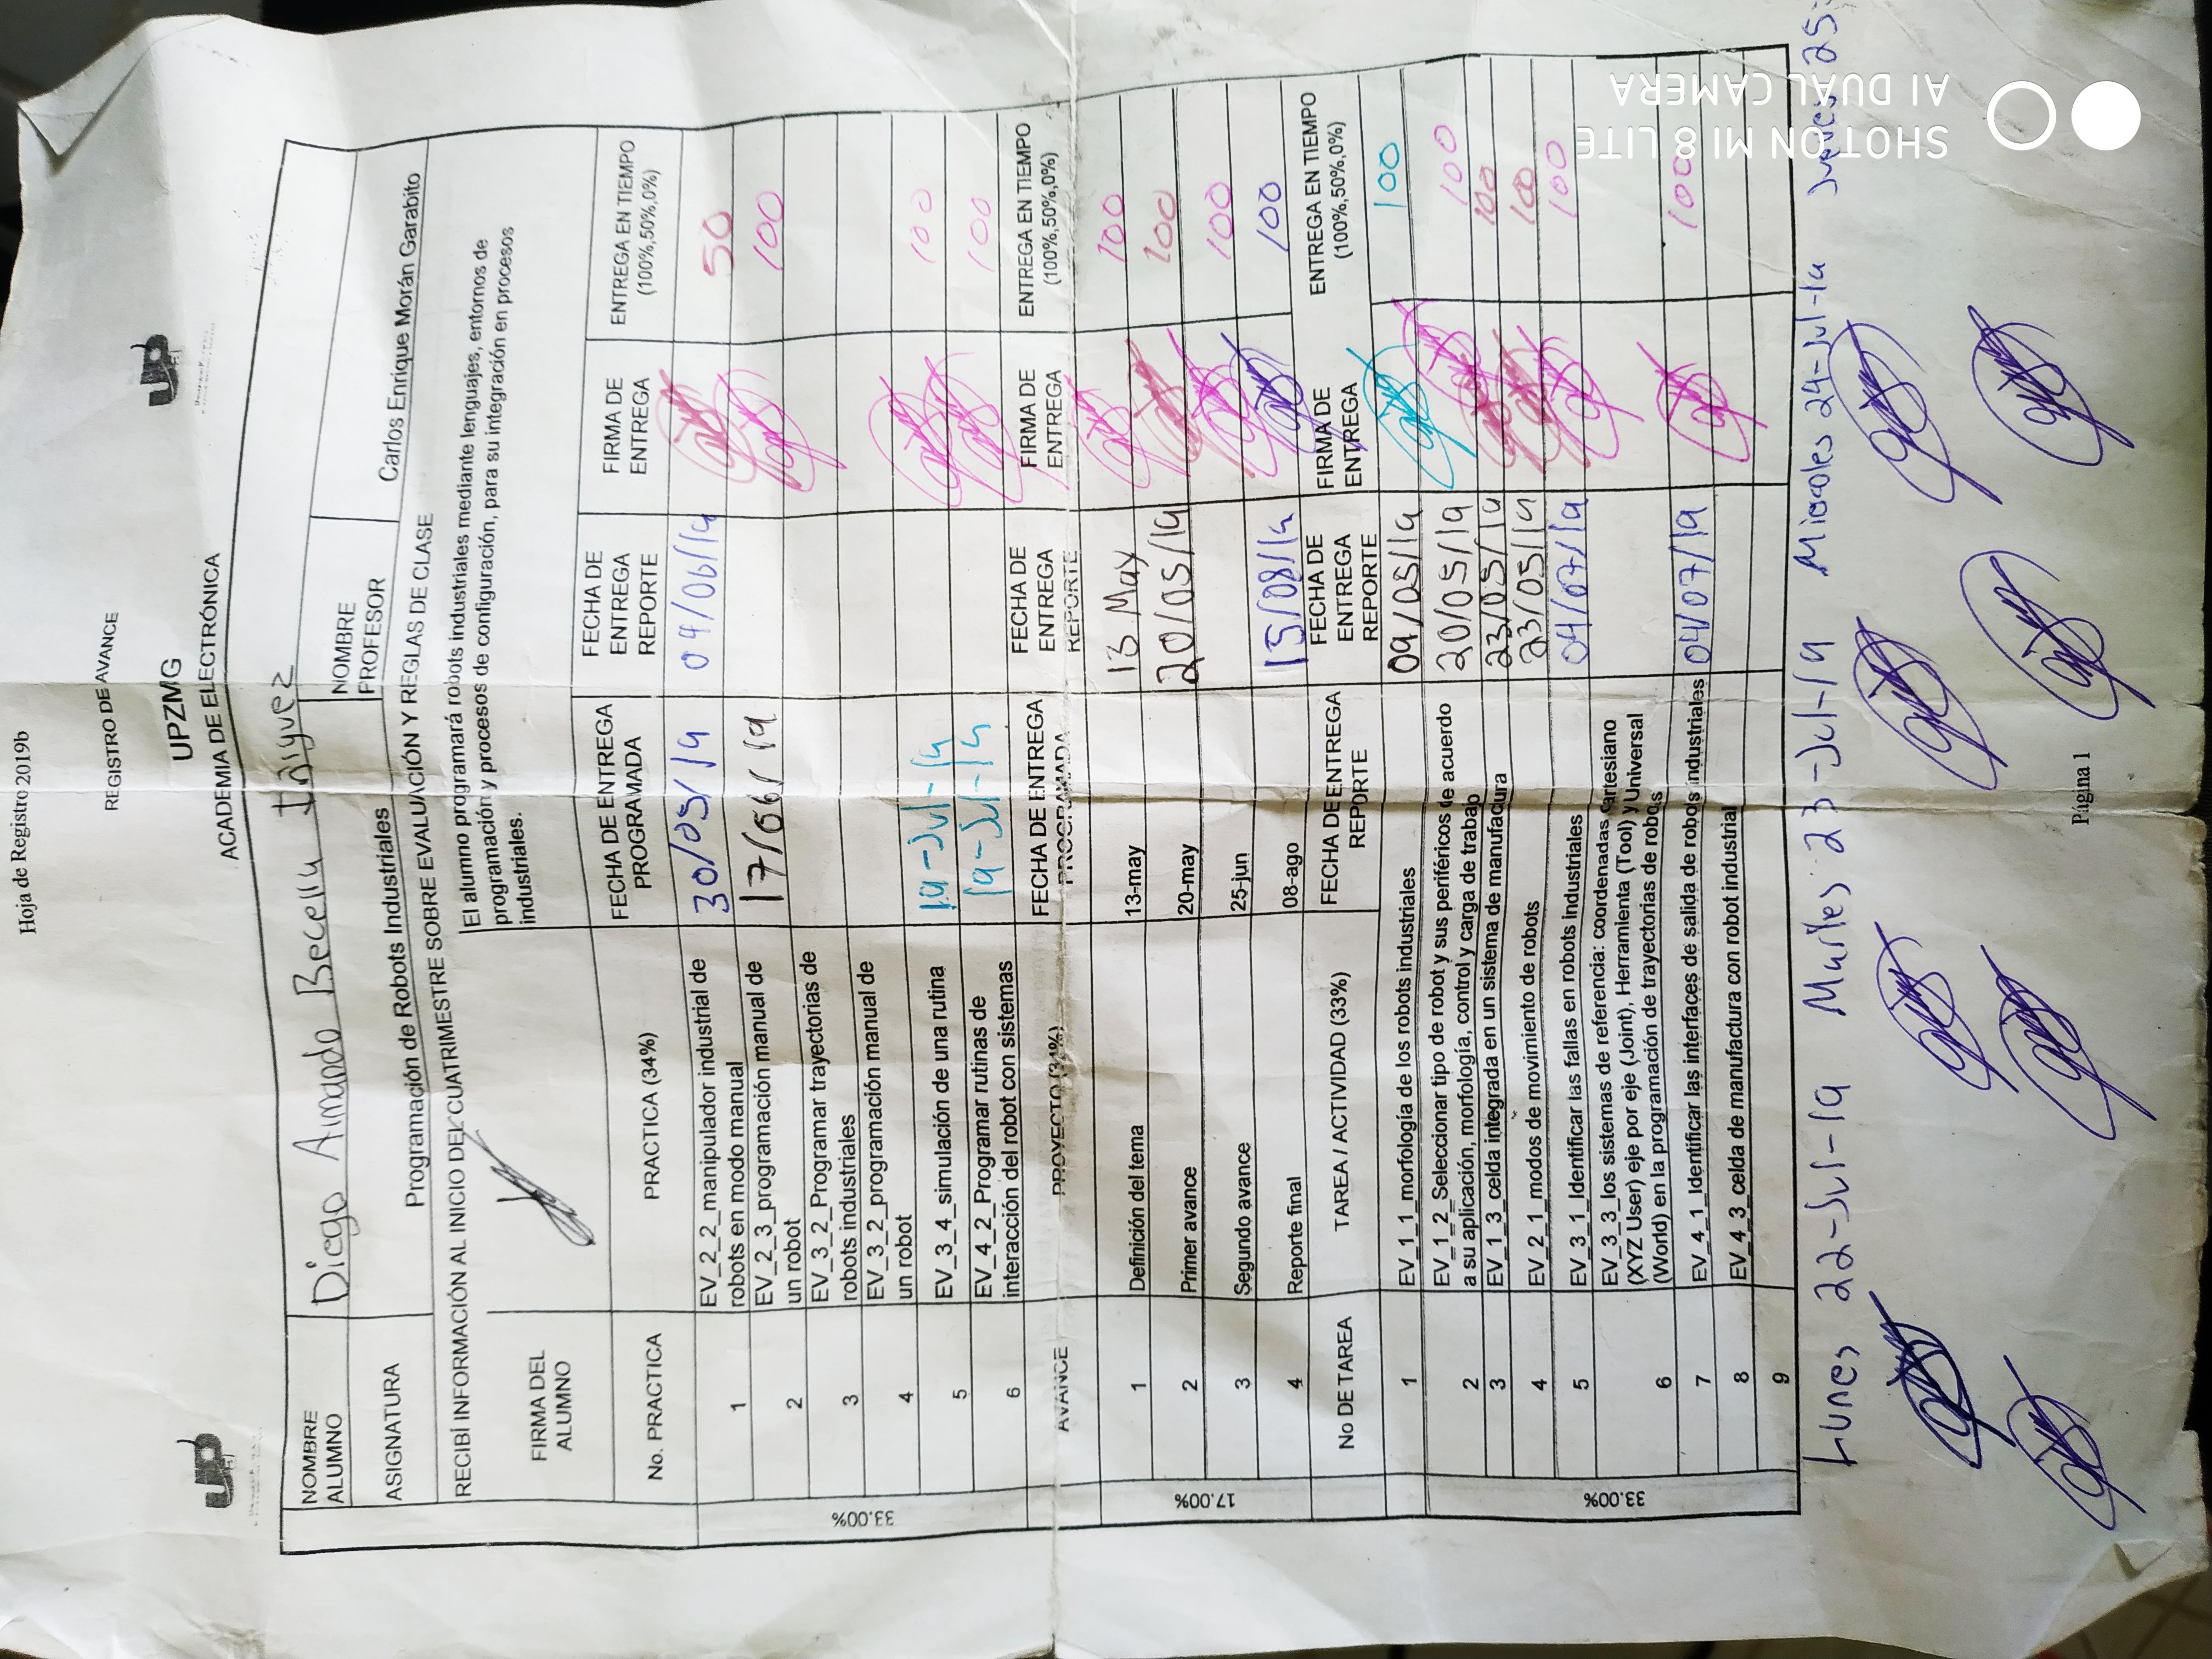 Hoja de Registro 2019b
REGISTRO DE AVANCE
UPZMG
ACADEMIA DE ELECTRÓNICA
UP
UP
NOMBRE ALUMNO Diego Armando Becerra Iñiguez
ASIGNATURA Programación de Robots Industriales NOMBRE PROFESOR Carlos Enrique Morán Garabito
RECIBÍ INFORMACIÓN AL INICIO DEL CUATRIMESTRE SOBRE EVALUACIÓN Y REGLAS DE CLASE
FIRMA DEL ALUMNO
El alumno programará robots industriales mediante lenguajes, entornos de
programación y procesos de configuración, para su integración en procesos
industriales.
No. PRACTICA PRACTICA (34%) FECHA DE ENTREGA PROGRAMADA FECHA DE ENTREGA REPORTE FIRMA DE ENTREGA ENTREGA EN TIEMPO (100%,50%,0%)
33.00%
1 EV_2_2_manipulador industrial de robots en modo manual 30/05/19 04/06/19 50
2 EV_2_3_programación manual de un robot 17/06/19 100
3 EV_3_2_Programar trayectorias de robots industriales
4 EV_3_2_programación manual de un robot
5 EV_3_4_simulación de una rutina 19-Jul-19 100
6 EV_4_2_Programar rutinas de interacción del robot con sistemas 19-Jul-19 100
AVANCE PROYECTO (34%) FECHA DE ENTREGA PROGRAMADA FECHA DE ENTREGA REPORTE FIRMA DE ENTREGA ENTREGA EN TIEMPO (100%,50%,0%)
17.00%
1 Definición del tema 13-may 13 May 100
2 Primer avance 20-may 20/05/19 100
3 Segundo avance 25-jun 100
4 Reporte final 08-ago 15/08/19 100
No DE TAREA TAREA / ACTIVIDAD (33%) FECHA DE ENTREGA REPORTE FECHA DE ENTREGA REPORTE FIRMA DE ENTREGA ENTREGA EN TIEMPO (100%,50%,0%)
33.00%
1 EV_1_1_morfología de los robots industriales 09/05/19 100
2 EV_1_2_Seleccionar tipo de robot y sus periféricos de acuerdo a su aplicación, morfología, control y carga de trabajo 20/05/19 100
3 EV_1_3_celda integrada en un sistema de manufactura 23/05/19 100
4 EV_2_1_modos de movimiento de robots 23/05/19 100
5 EV_3_1_Identificar las fallas en robots industriales 04/07/19 100
6 EV_3_3_los sistemas de referencia: coordenadas cartesiano (XYZ User) eje por eje (Joint), Herramienta (Tool) y Universal (World) en la programación de trayectorias de robots
7 EV_4_1_Identificar las interfaces de salida de robots industriales 04/07/19 100
8 EV_4_3_celda de manufactura con robot industrial
9
Lunes 22-Jul-19 Martes 23-Jul-19 Miercoles 24-Jul-19 Jueves 25
Página 1
SHOT ON MI 8 LITE
AI DUAL CAMERA